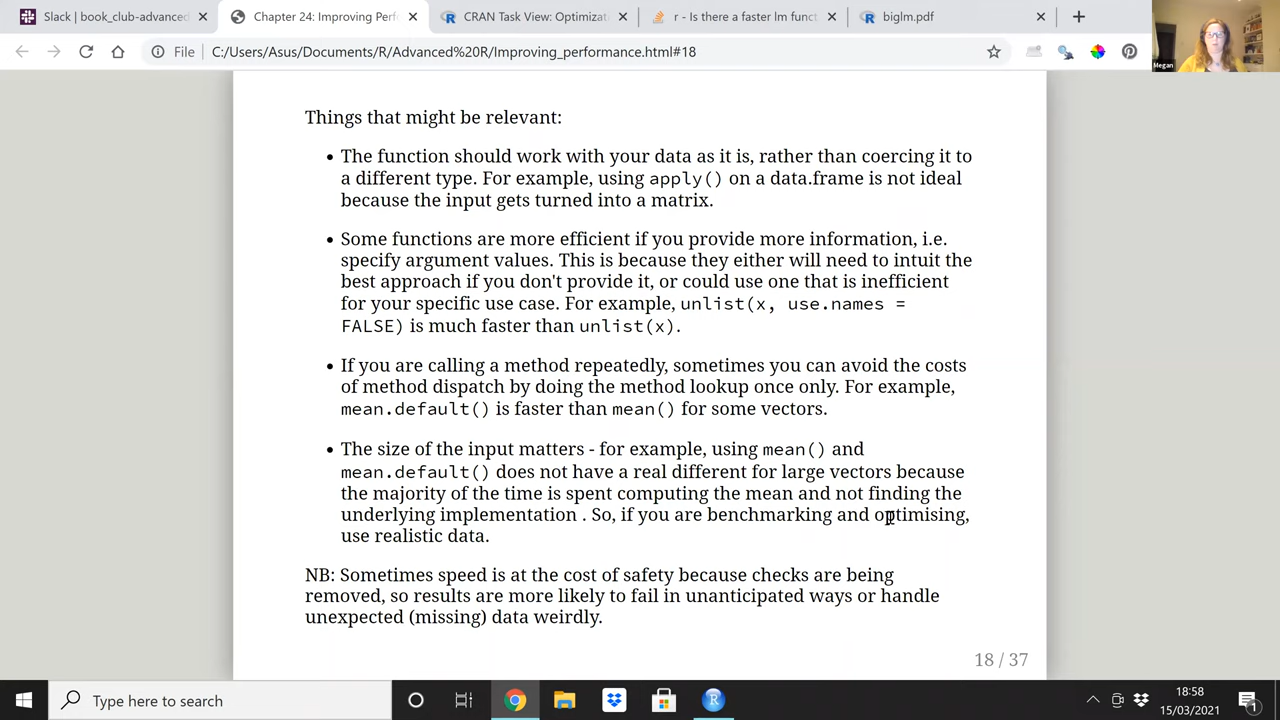 Slack | book_club-advanced
Chapter 24: Improving Perf
CRAN Task View: Optimizat
r - Is there a faster lm funct
biglm.pdf
File
C:/Users/Asus/Documents/R/Advanced%20R/Improving_performance.html#18
Megan
Things that might be relevant:
• The function should work with your data as it is, rather than coercing it to
a different type. For example, using apply() on a data.frame is not ideal
because the input gets turned into a matrix.
• Some functions are more efficient if you provide more information, i.e.
specify argument values. This is because they either will need to intuit the
best approach if you don't provide it, or could use one that is inefficient
for your specific use case. For example, unlist(x, use.names =
FALSE) is much faster than unlist(x).
• If you are calling a method repeatedly, sometimes you can avoid the costs
of method dispatch by doing the method lookup once only. For example,
mean.default() is faster than mean() for some vectors.
• The size of the input matters - for example, using mean() and
mean.default() does not have a real different for large vectors because
the majority of the time is spent computing the mean and not finding the
underlying implementation . So, if you are benchmarking and optimising,
use realistic data.
NB: Sometimes speed is at the cost of safety because checks are being
removed, so results are more likely to fail in unanticipated ways or handle
unexpected (missing) data weirdly.
18 / 37
Type here to search
18:58
15/03/2021
1